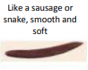 Like a sausage or
snake, smooth and
soft